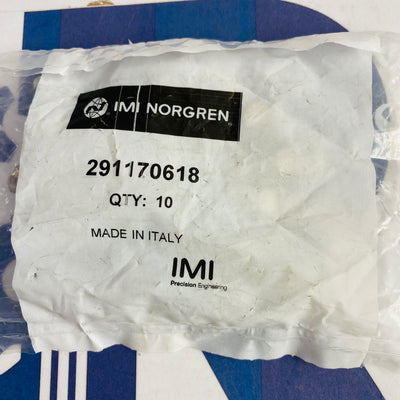 IMI NORGREN
291170618
QTY: 10
MADE IN ITALY
IMI
Precision Engineering